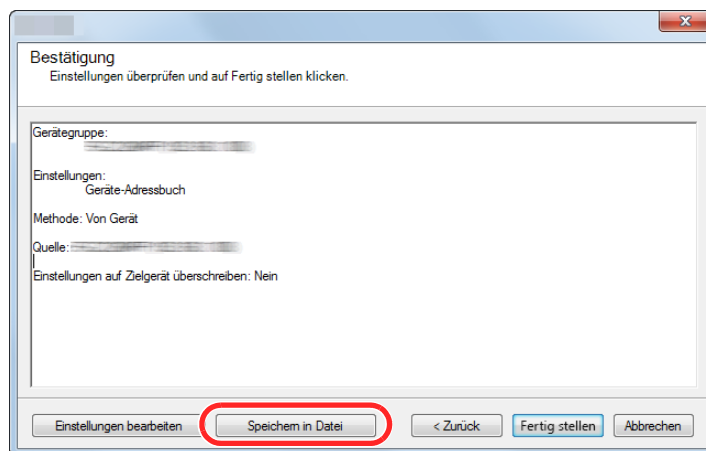 Bestätigung
Einstellungen überprüfen und auf Fertig stellen klicken.
Gerätegruppe:
Einstellungen:
Geräte-Adressbuch
Methode: Von Gerät
Quelle:
Einstellungen auf Zielgerät überschreiben: Nein
Einstellungen bearbeiten
Speichern in Datei
< Zurück
Fertig stellen
Abbrechen